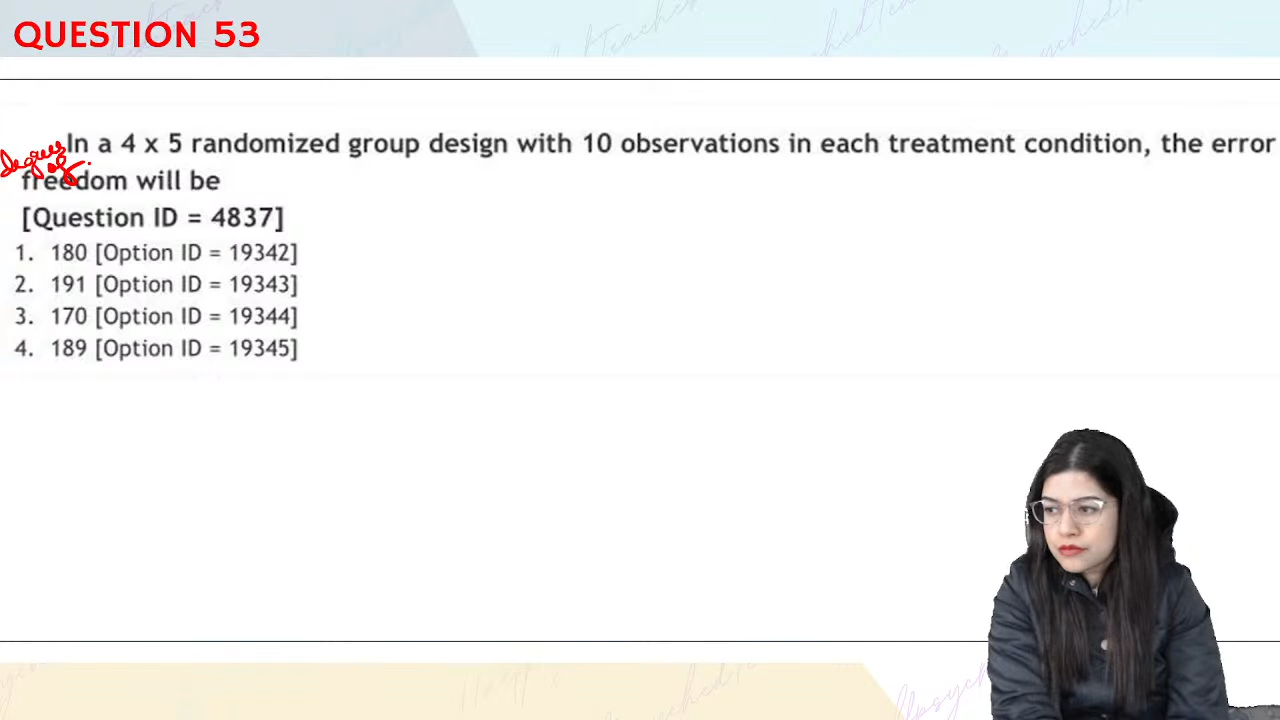 QUESTION 53
In a 4 x 5 randomized group design with 10 observations in each treatment condition, the error
degree of
freedom will be
[Question ID = 4837]
1. 180 [Option ID = 19342]
2. 191 [Option ID = 19343]
3. 170 [Option ID = 19344]
4. 189 [Option ID = 19345]